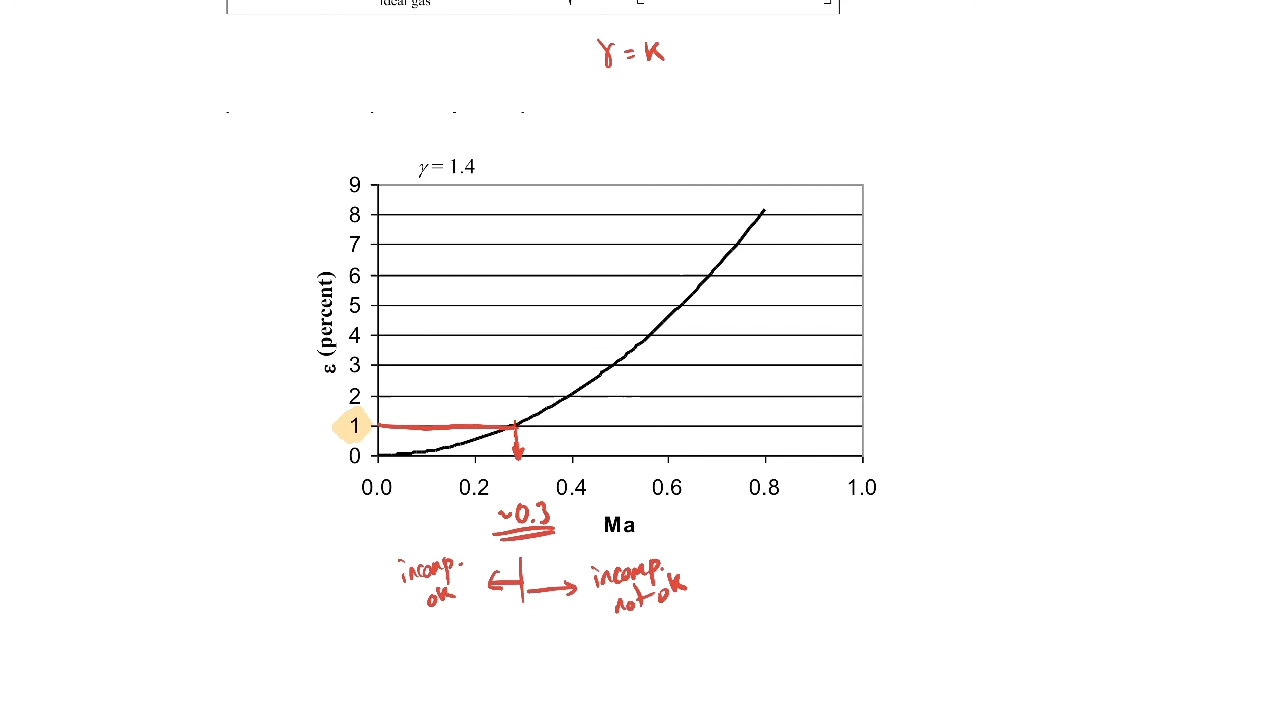 ideal gas
γ = K
γ = 1.4
9
8
7
6
5
4
3
2
1
0
ε (percent)
0.0 0.2 0.4 0.6 0.8 1.0
Ma
~0.3
incomp. ok
incomp. not ok